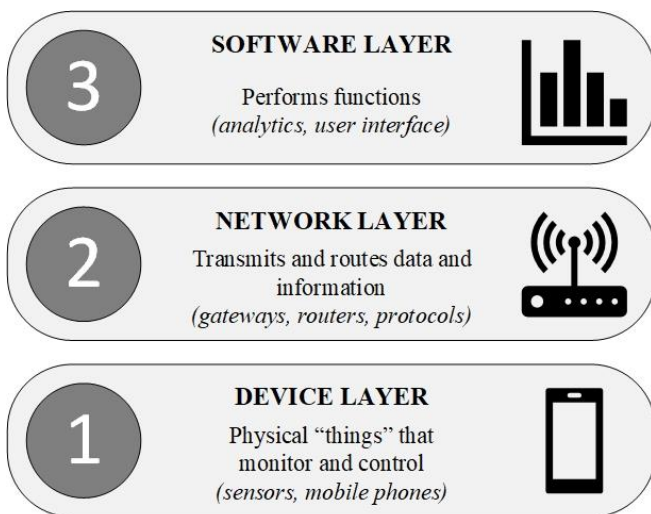 3
SOFTWARE LAYER
Performs functions
(analytics, user interface)
2
NETWORK LAYER
Transmits and routes data and
information
(gateways, routers, protocols)
1
DEVICE LAYER
Physical “things” that
monitor and control
(sensors, mobile phones)